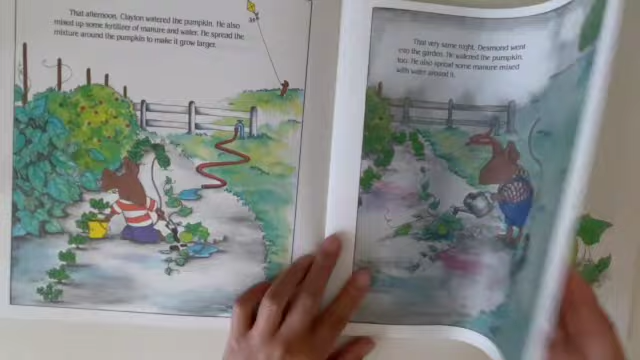 That afternoon, Clayton watered the pumpkin. He also
mixed up some fertilizer of manure and water. He spread the
mixture around the pumpkin to make it grow larger.
That very same night, Desmond went
into the garden. He watered the pumpkin,
too. He also spread some manure mixed
with water around it.